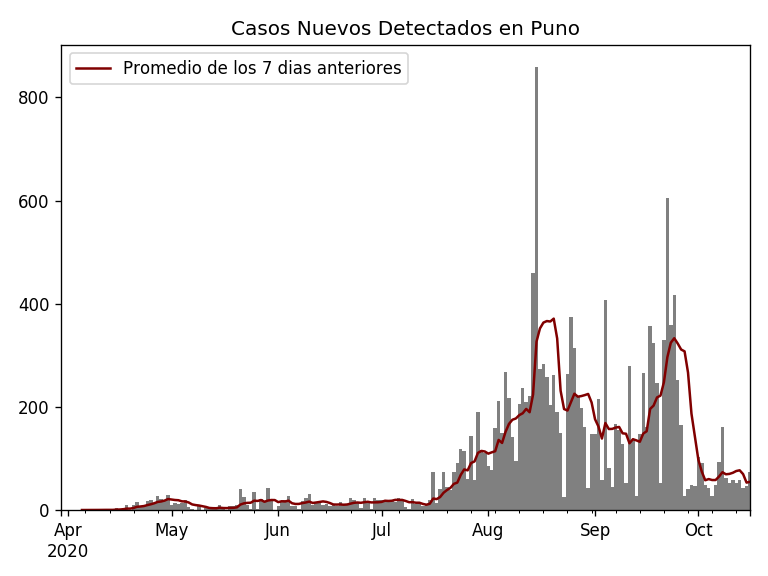 Casos Nuevos Detectados en Puno
Promedio de los 7 dias anteriores
800
600
400
200
0
Apr May Jun Jul Aug Sep Oct
2020